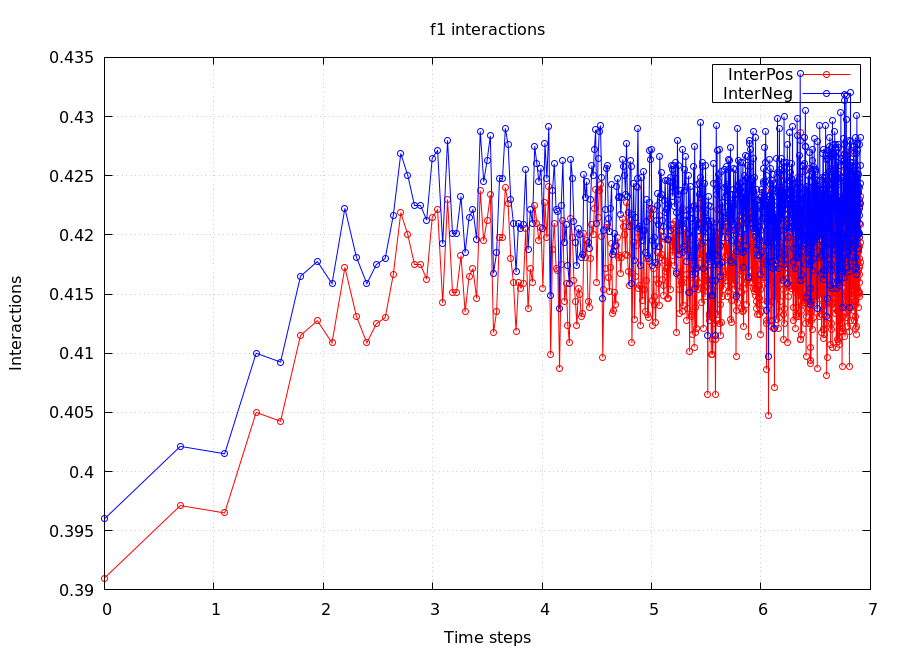 f1 interactions
0.435
0.43
0.425
0.42
0.415
0.41
0.405
0.4
0.395
0.39
Interactions
InterPos
InterNeg
0 1 2 3 4 5 6 7
Time steps